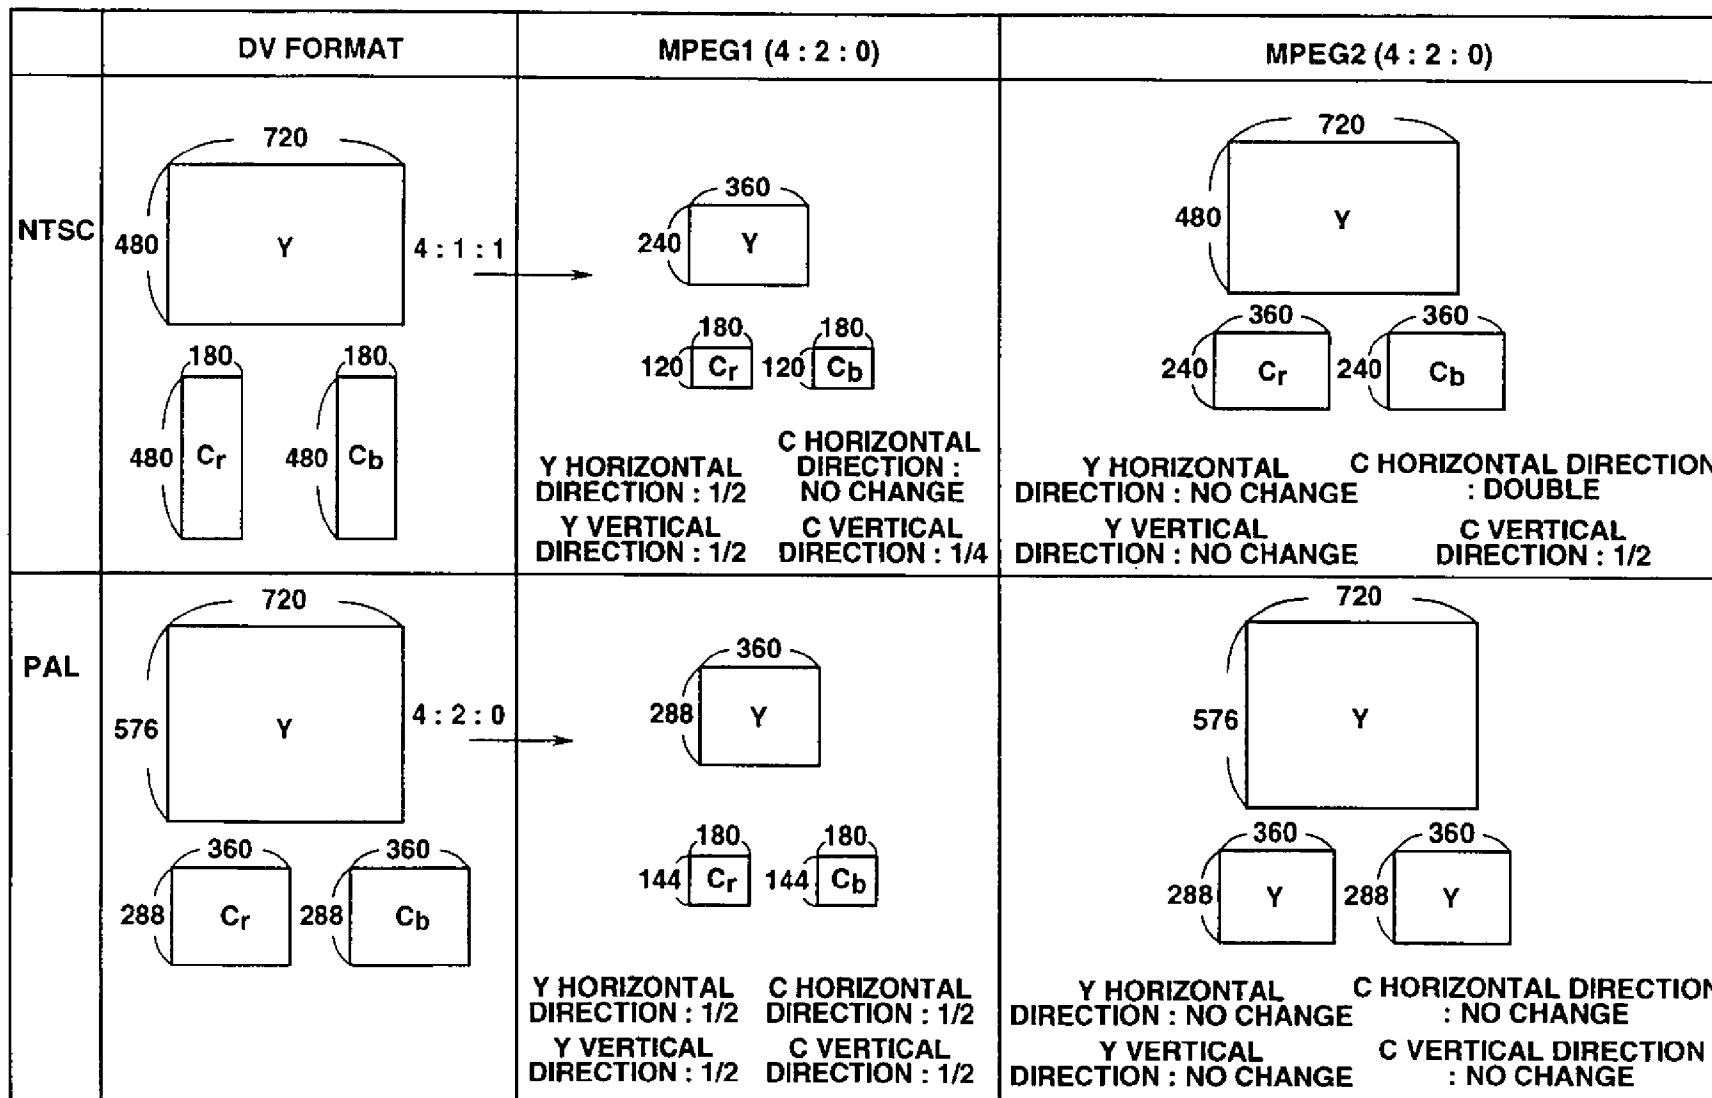 DV FORMAT
MPEG1 (4 : 2 : 0)
MPEG2 (4 : 2 : 0)
NTSC
720
480
Y
4 : 1 : 1
180
180
480
Cr
480
Cb
360
240
Y
180
180
120
Cr
120
Cb
Y HORIZONTAL
DIRECTION : 1/2
C HORIZONTAL
DIRECTION :
NO CHANGE
Y VERTICAL
DIRECTION : 1/2
C VERTICAL
DIRECTION : 1/4
720
480
Y
360
360
240
Cr
240
Cb
Y HORIZONTAL
DIRECTION : NO CHANGE
C HORIZONTAL DIRECTION
: DOUBLE
Y VERTICAL
DIRECTION : NO CHANGE
C VERTICAL
DIRECTION : 1/2
PAL
720
576
Y
4 : 2 : 0
360
360
288
Cr
288
Cb
360
288
Y
180
180
144
Cr
144
Cb
Y HORIZONTAL
DIRECTION : 1/2
C HORIZONTAL
DIRECTION : 1/2
Y VERTICAL
DIRECTION : 1/2
C VERTICAL
DIRECTION : 1/2
720
576
Y
360
360
288
Y
288
Y
Y HORIZONTAL
DIRECTION : NO CHANGE
C HORIZONTAL DIRECTION
: NO CHANGE
Y VERTICAL
DIRECTION : NO CHANGE
C VERTICAL DIRECTION
: NO CHANGE